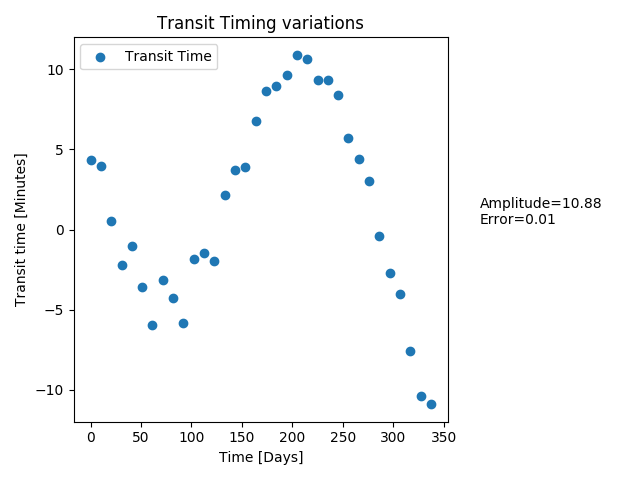 Transit Timing variations
Transit Time
10
5
0
−5
−10
Transit time [Minutes]
0 50 100 150 200 250 300 350
Time [Days]
Amplitude=10.88
Error=0.01